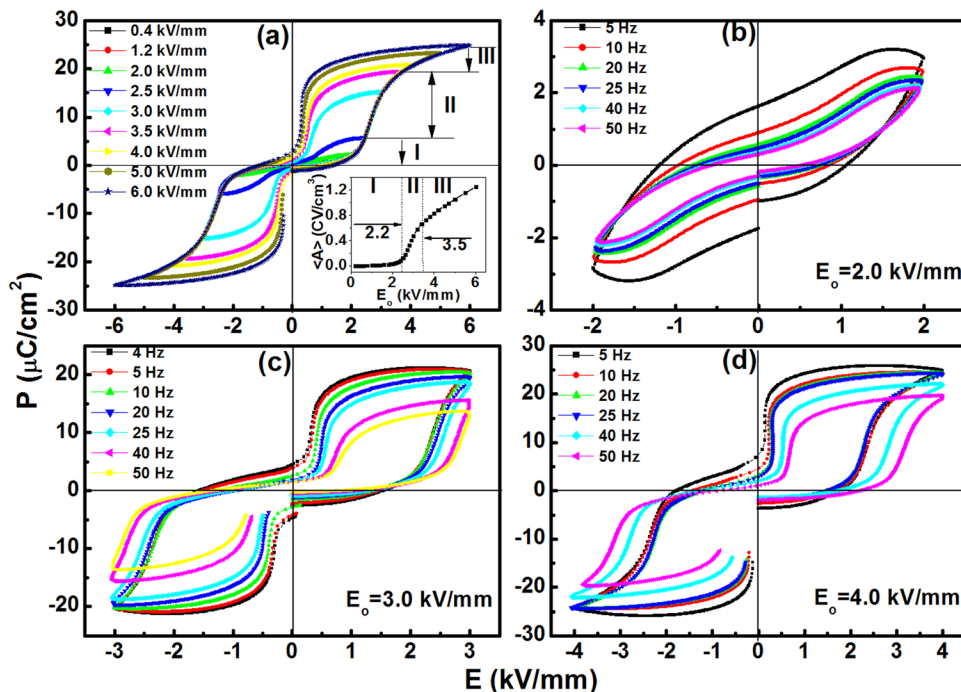 P (μC/cm²)
(a)
0.4 kV/mm
1.2 kV/mm
2.0 kV/mm
2.5 kV/mm
3.0 kV/mm
3.5 kV/mm
4.0 kV/mm
5.0 kV/mm
6.0 kV/mm
III
II
I
30
20
10
0
-10
-20
-30
-6 -4 -2 0 2 4 6
<A> (CV/cm³)
1.2
0.8
0.4
0.0
I II III
2.2
3.5
0 2 4 6
Eo (kV/mm)
(b)
5 Hz
10 Hz
20 Hz
25 Hz
40 Hz
50 Hz
4
2
0
-2
-4
-2 -1 0 1 2
Eo=2.0 kV/mm
(c)
4 Hz
5 Hz
10 Hz
20 Hz
25 Hz
40 Hz
50 Hz
20
10
0
-10
-20
-3 -2 -1 0 1 2 3
Eo=3.0 kV/mm
(d)
5 Hz
10 Hz
20 Hz
25 Hz
40 Hz
50 Hz
30
20
10
0
-10
-20
-30
-4 -3 -2 -1 0 1 2 3 4
Eo=4.0 kV/mm
E (kV/mm)